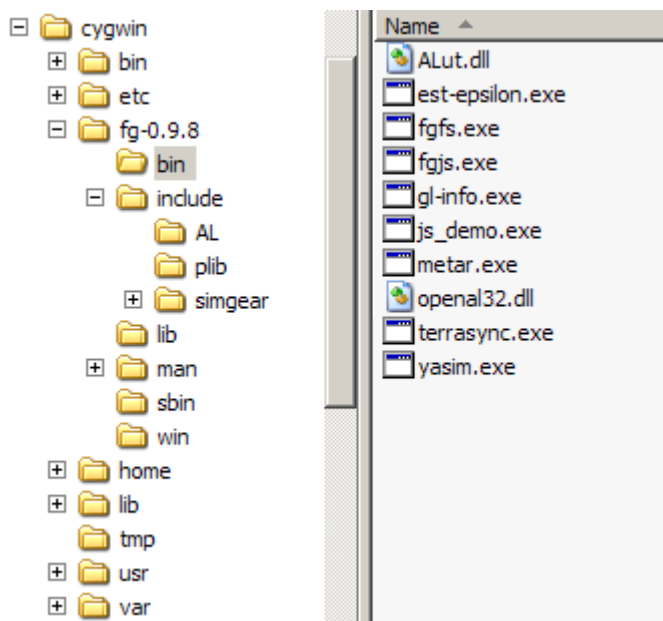 cygwin
bin
etc
fg-0.9.8
bin
include
AL
plib
simgear
lib
man
sbin
win
home
lib
tmp
usr
var
Name
ALut.dll
est-epsilon.exe
fgfs.exe
fgjs.exe
gl-info.exe
js_demo.exe
metar.exe
openal32.dll
terrasync.exe
yasim.exe